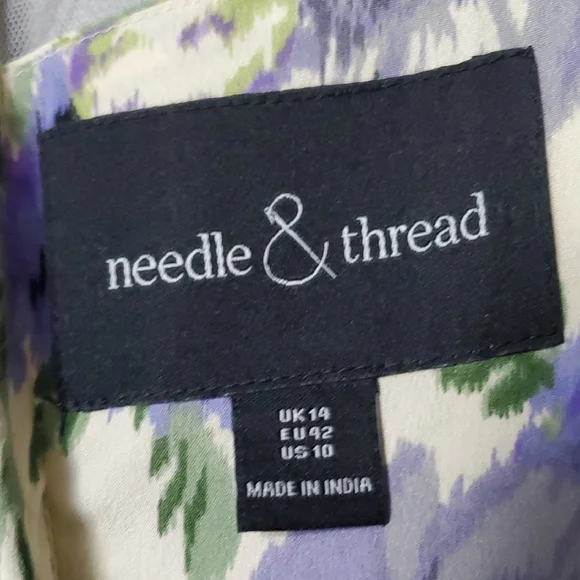 needle & thread
UK 14
EU 42
US 10
MADE IN INDIA